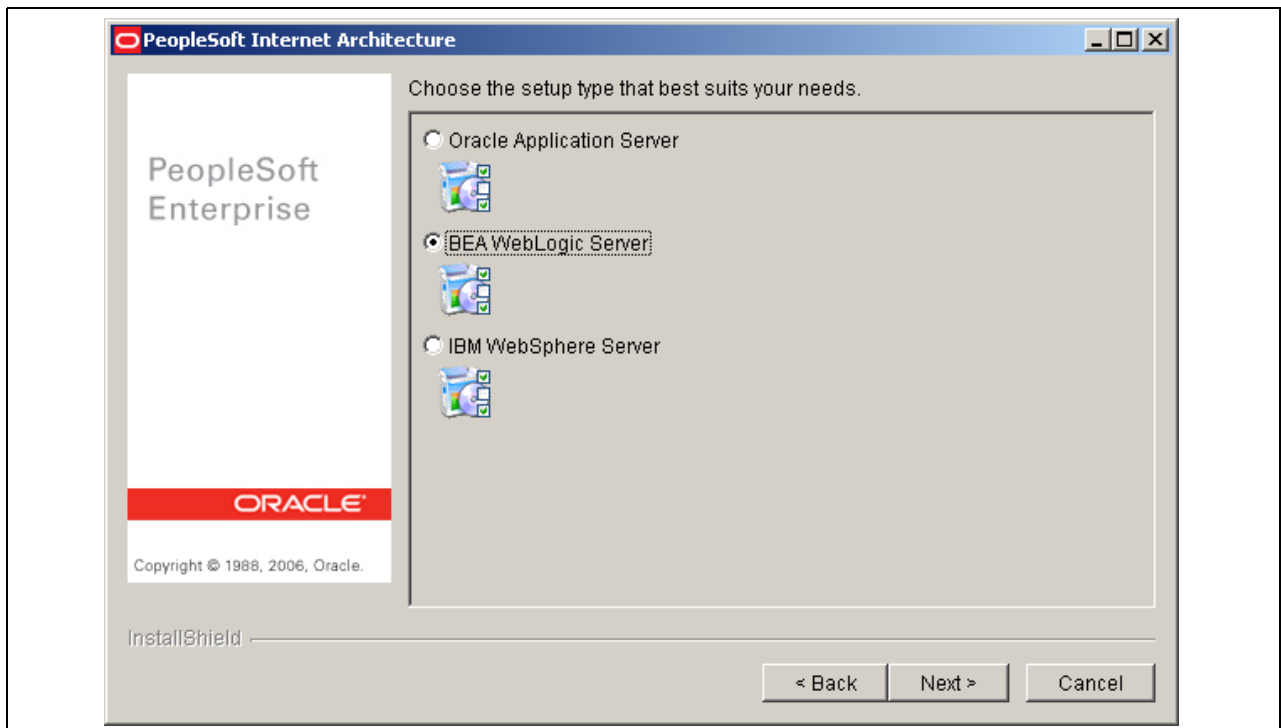 PeopleSoft Internet Architecture
Choose the setup type that best suits your needs.
PeopleSoft
Enterprise
Oracle Application Server
BEA WebLogic Server
IBM WebSphere Server
ORACLE
Copyright © 1988, 2006, Oracle.
InstallShield
< Back
Next >
Cancel